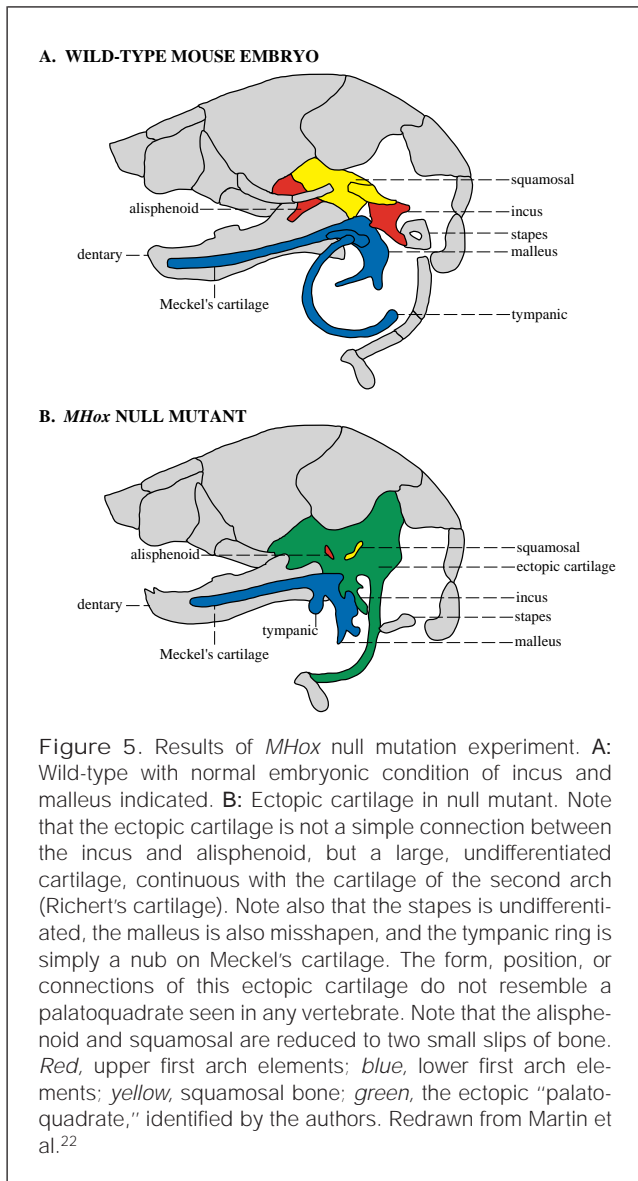 A. WILD-TYPE MOUSE EMBRYO
squamosal
alisphenoid
incus
stapes
dentary
malleus
Meckel's cartilage
tympanic
B. MHox NULL MUTANT
alisphenoid
squamosal
ectopic cartilage
incus
dentary
stapes
tympanic
Meckel's cartilage
malleus
Figure 5. Results of MHox null mutation experiment. A:
Wild-type with normal embryonic condition of incus and
malleus indicated. B: Ectopic cartilage in null mutant. Note
that the ectopic cartilage is not a simple connection between
the incus and alisphenoid, but a large, undifferentiated
cartilage, continuous with the cartilage of the second arch
(Richert's cartilage). Note also that the stapes is undifferenti-
ated, the malleus is also misshapen, and the tympanic ring is
simply a nub on Meckel's cartilage. The form, position, or
connections of this ectopic cartilage do not resemble a
palatoquadrate seen in any vertebrate. Note that the alisphe-
noid and squamosal are reduced to two small slips of bone.
Red, upper first arch elements; blue, lower first arch ele-
ments; yellow, squamosal bone; green, the ectopic "palato-
quadrate," identified by the authors. Redrawn from Martin et
al.22